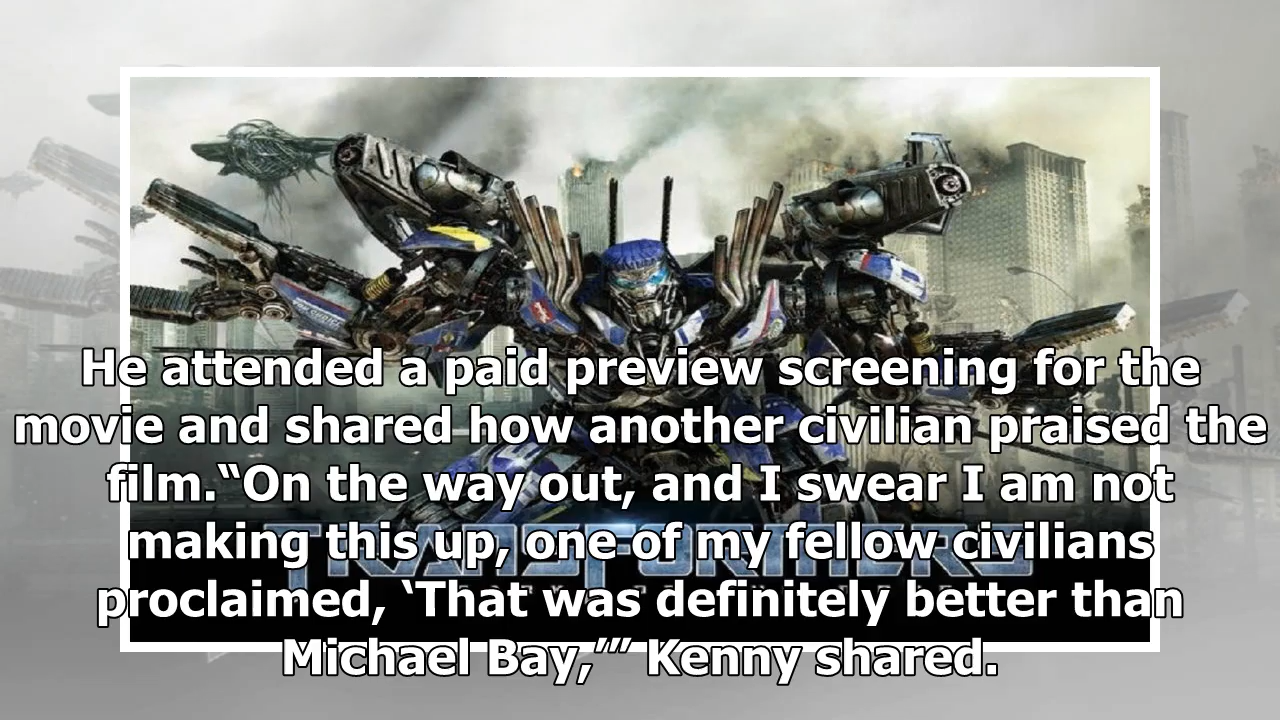 He attended a paid preview screening for the
movie and shared how another civilian praised the
film.“On the way out, and I swear I am not
making this up, one of my fellow civilians
proclaimed, ‘That was definitely better than
Michael Bay,’” Kenny shared.
TRANSFORMERS